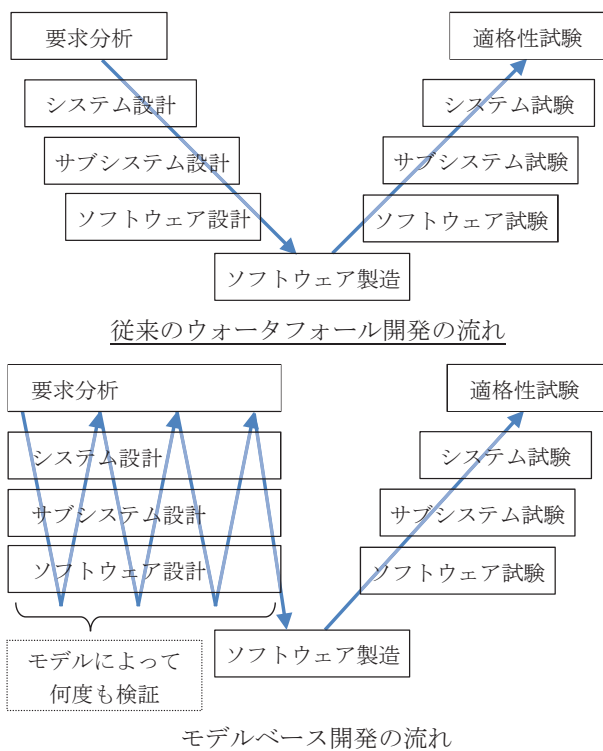 要求分析
適格性試験
システム設計
システム試験
サブシステム設計
サブシステム試験
ソフトウェア設計
ソフトウェア試験
ソフトウェア製造
従来のウォータフォール開発の流れ
要求分析
適格性試験
システム設計
システム試験
サブシステム設計
サブシステム試験
ソフトウェア設計
ソフトウェア試験
ソフトウェア製造
モデルによって
何度も検証
モデルベース開発の流れ